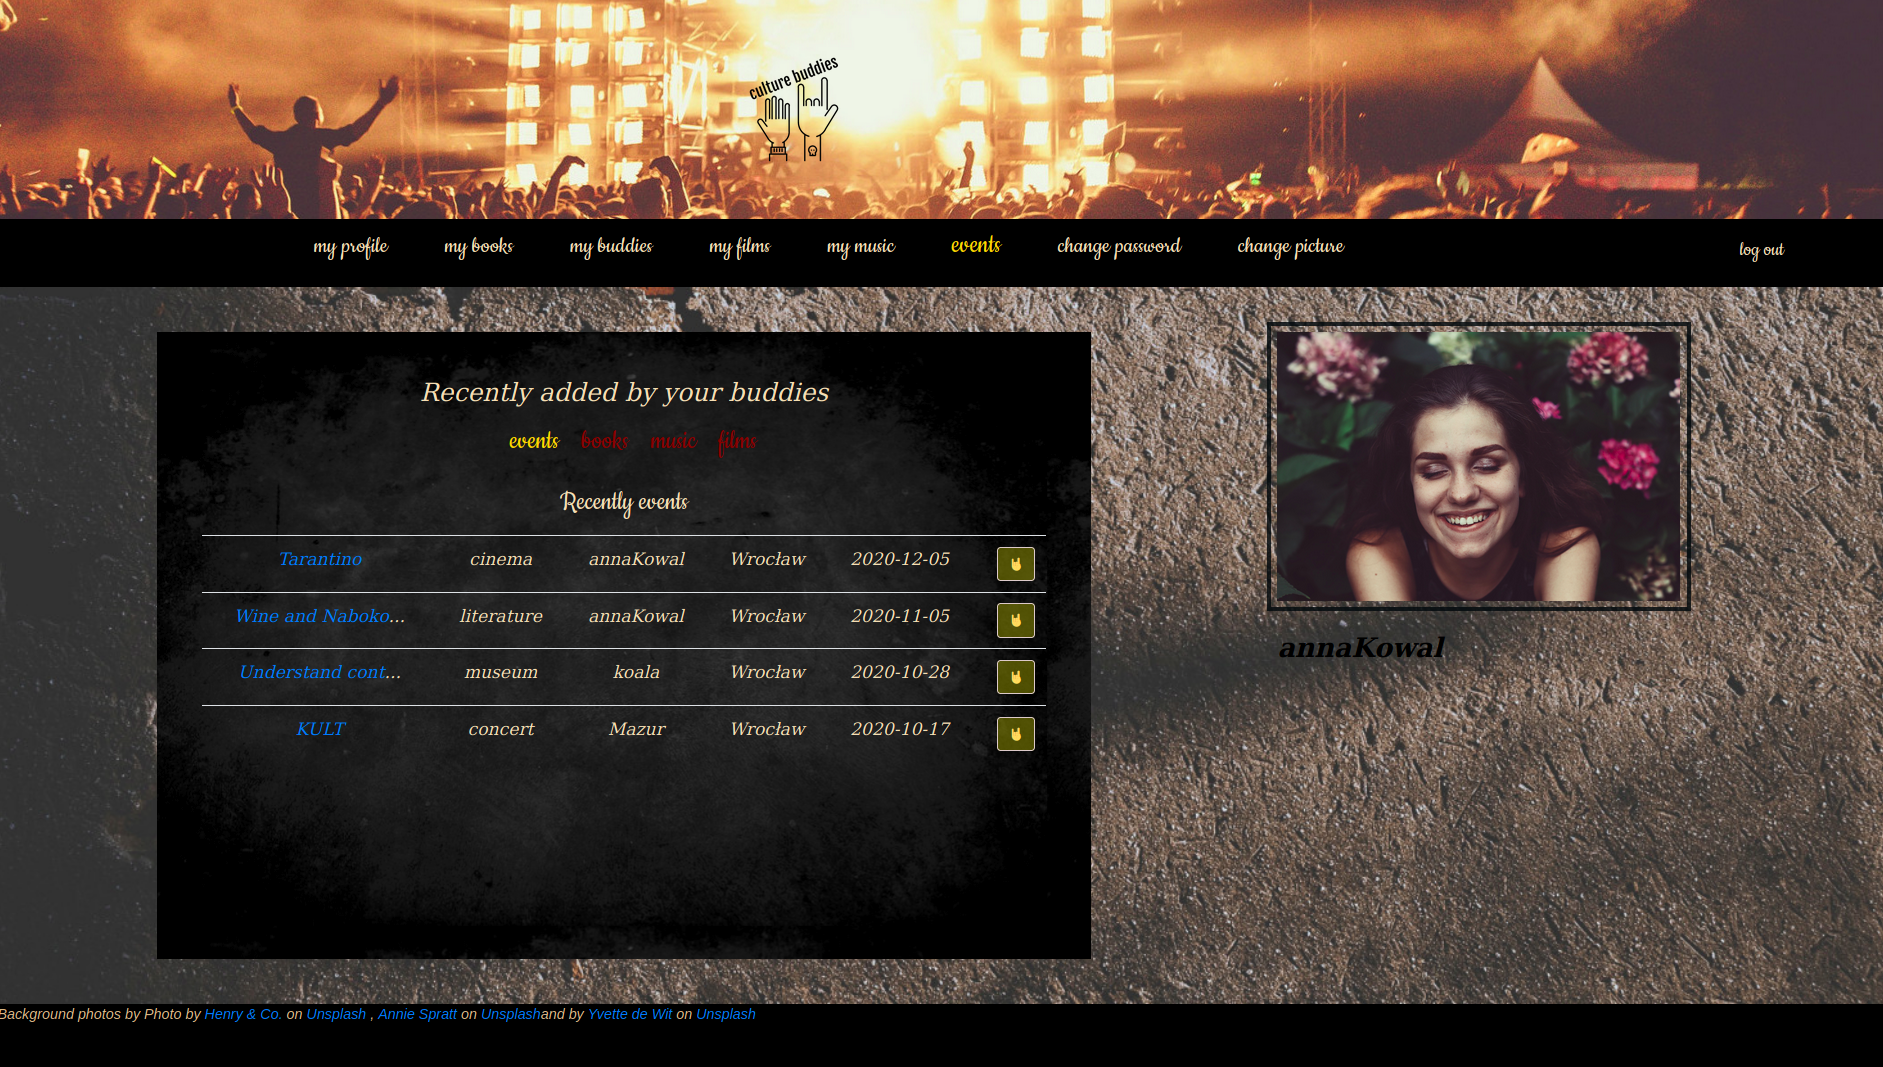 culture buddies
my profile my books my buddies my films my music events change password change picture log out
Recently added by your buddies
events books music films
Recently events
Tarantino cinema annaKowal Wrocław 2020-12-05
Wine and Naboko... literature annaKowal Wrocław 2020-11-05
Understand cont... museum koala Wrocław 2020-10-28
KULT concert Mazur Wrocław 2020-10-17
annaKowal
Background photos by Photo by Henry & Co. on Unsplash , Annie Spratt on Unsplashand by Yvette de Wit on Unsplash